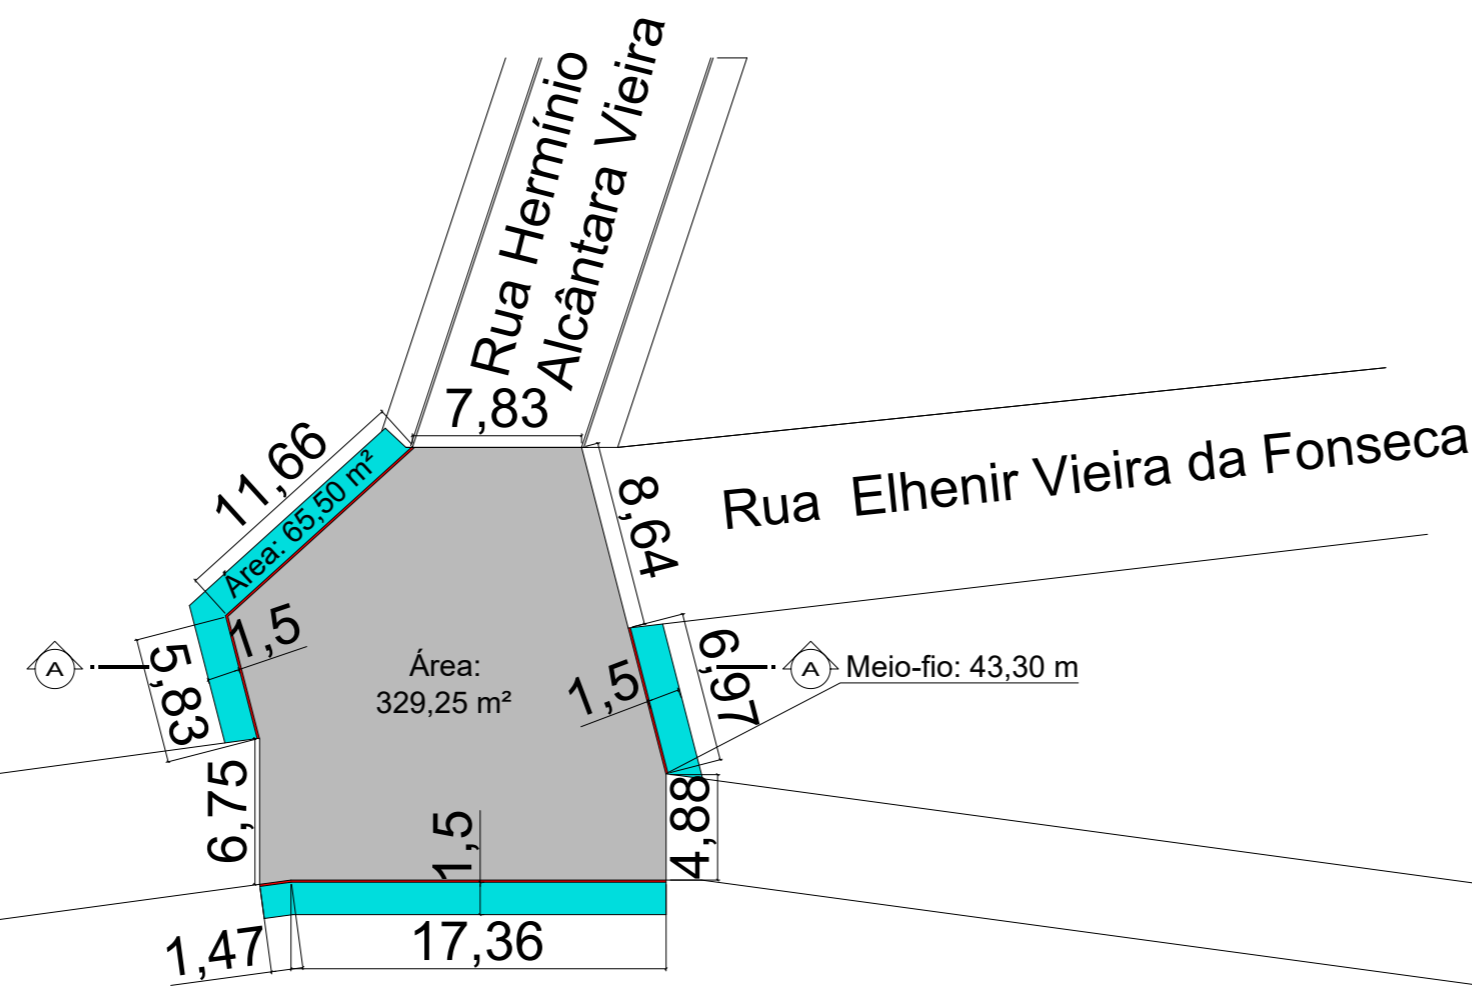 Rua Hermínio
Alcântara Vieira
7,83
11,66
Área: 65,50 m²
8,64
Rua Elhenir Vieira da Fonseca
1,5
5,83
A
Área:
329,25 m²
1,5
6,97
A
Meio-fio: 43,30 m
6,75
1,5
4,88
1,47
17,36